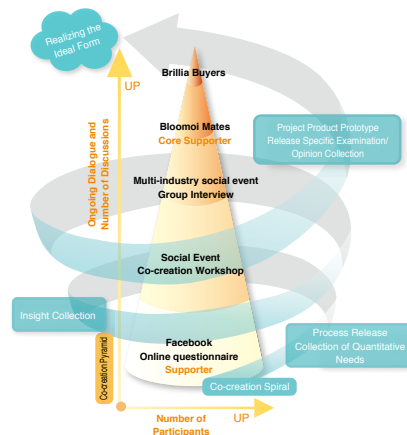 Realizing the
Ideal Form
UP
Brillia Buyers
Bloomoi Mates
Core Supporter
Project Product Prototype
Release Specific Examination/
Opinion Collection
Ongoing Dialogue and
Number of Discussions
Multi-industry social event
Group Interview
Social Event
Co-creation Workshop
Insight Collection
Facebook
Online questionnaire
Supporter
Process Release
Collection of Quantitative
Needs
Co-creation Pyramid
Co-creation Spiral
Number of
Participants
UP